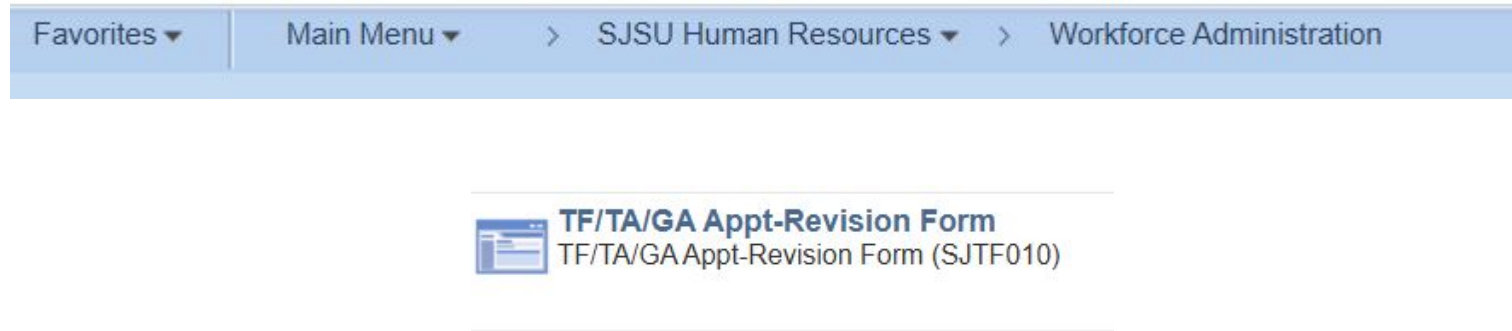 Favorites ▾ Main Menu ▾ > SJSU Human Resources ▾ > Workforce Administration
TF/TA/GA Appt-Revision Form
TF/TA/GA Appt-Revision Form (SJTF010)